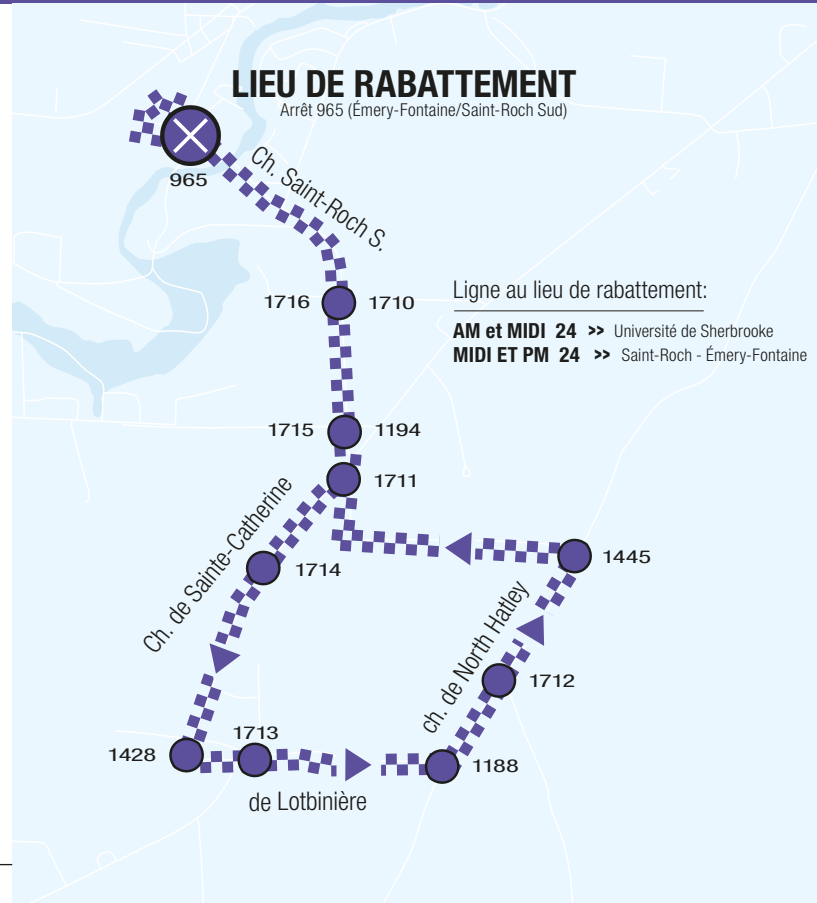 LIEU DE RABATTEMENT
Arrêt 965 (Émery-Fontaine/Saint-Roch Sud)
965
Ch. Saint-Roch S.
1716
1710
Ligne au lieu de rabattement:
AM et MIDI 24 >> Université de Sherbrooke
MIDI ET PM 24 >> Saint-Roch - Émery-Fontaine
1715
1194
1711
Ch. de Sainte-Catherine
1714
1445
ch. de North Hatley
1712
1428
1713
1188
de Lotbinière